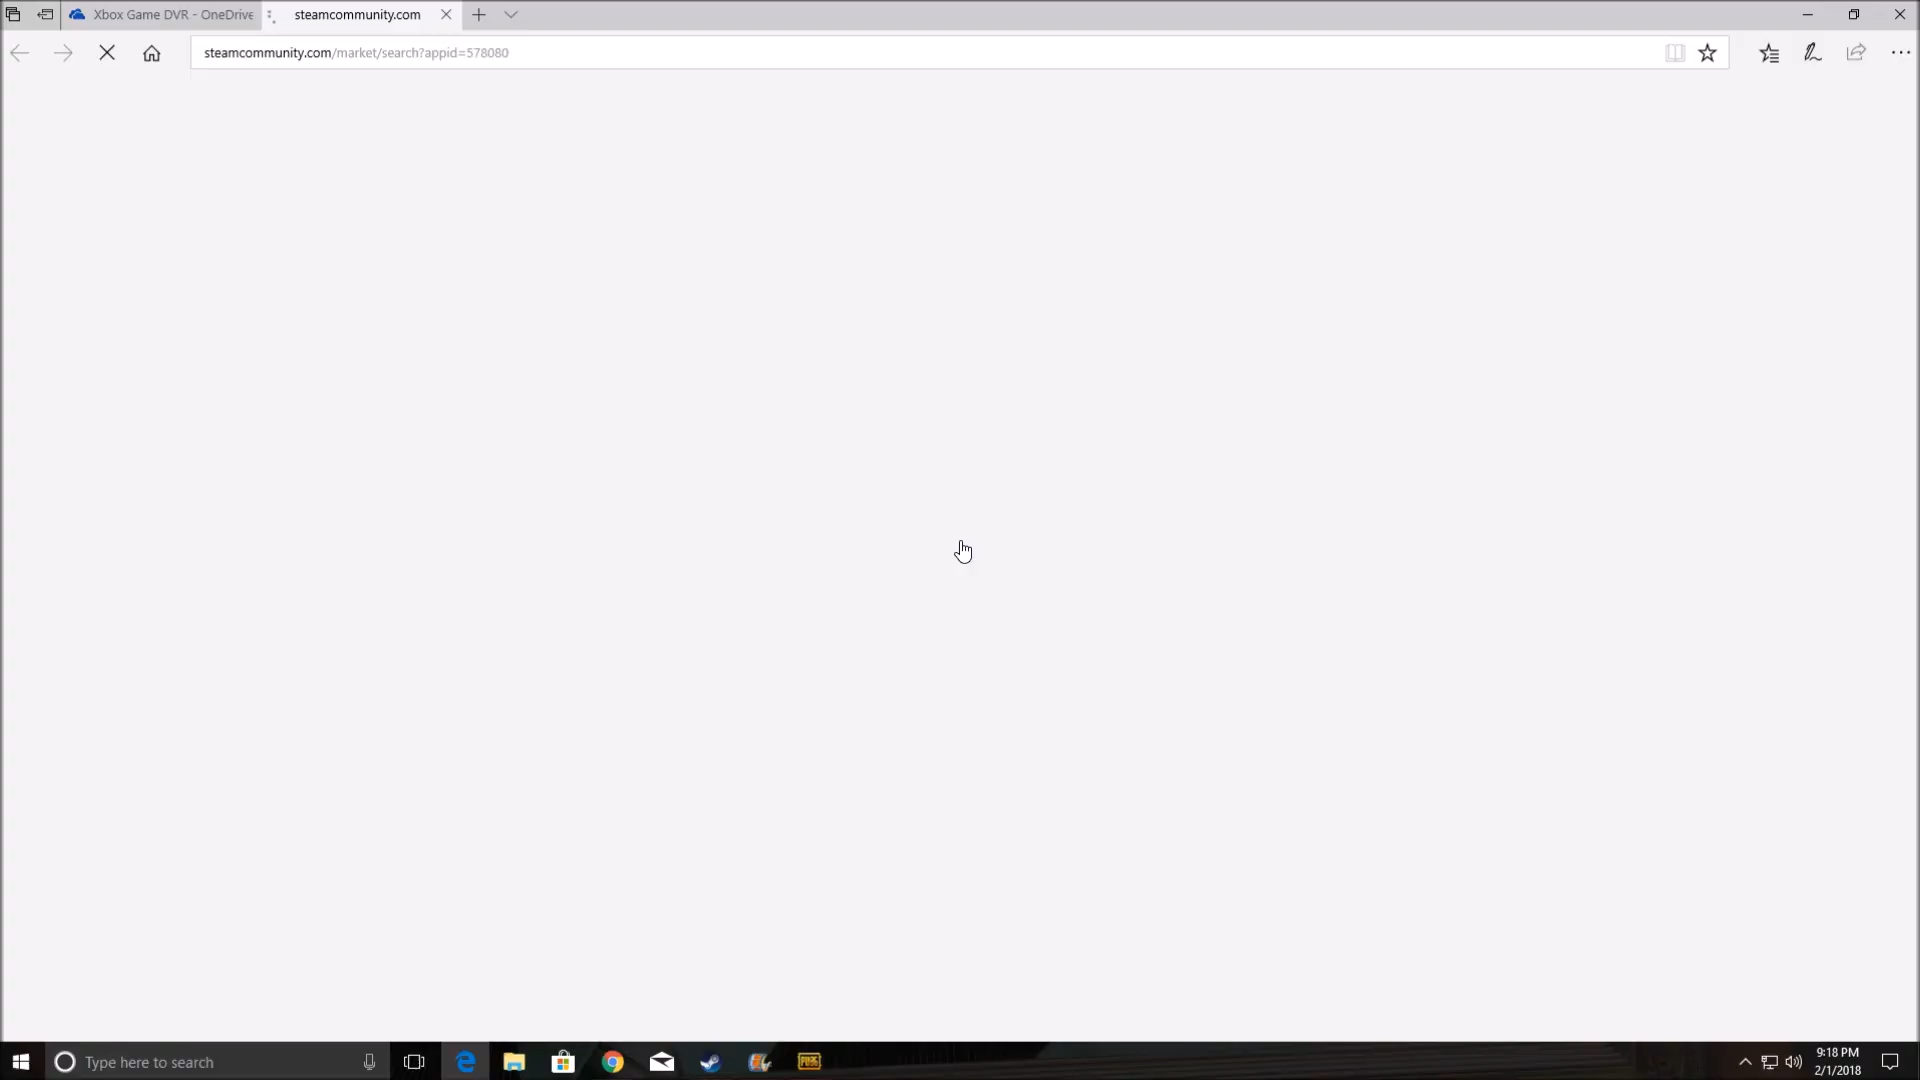 Xbox Game DVR - OneDrive
steamcommunity.com
steamcommunity.com/market/search?appid=578080
Type here to search
9:18 PM
2/1/2018